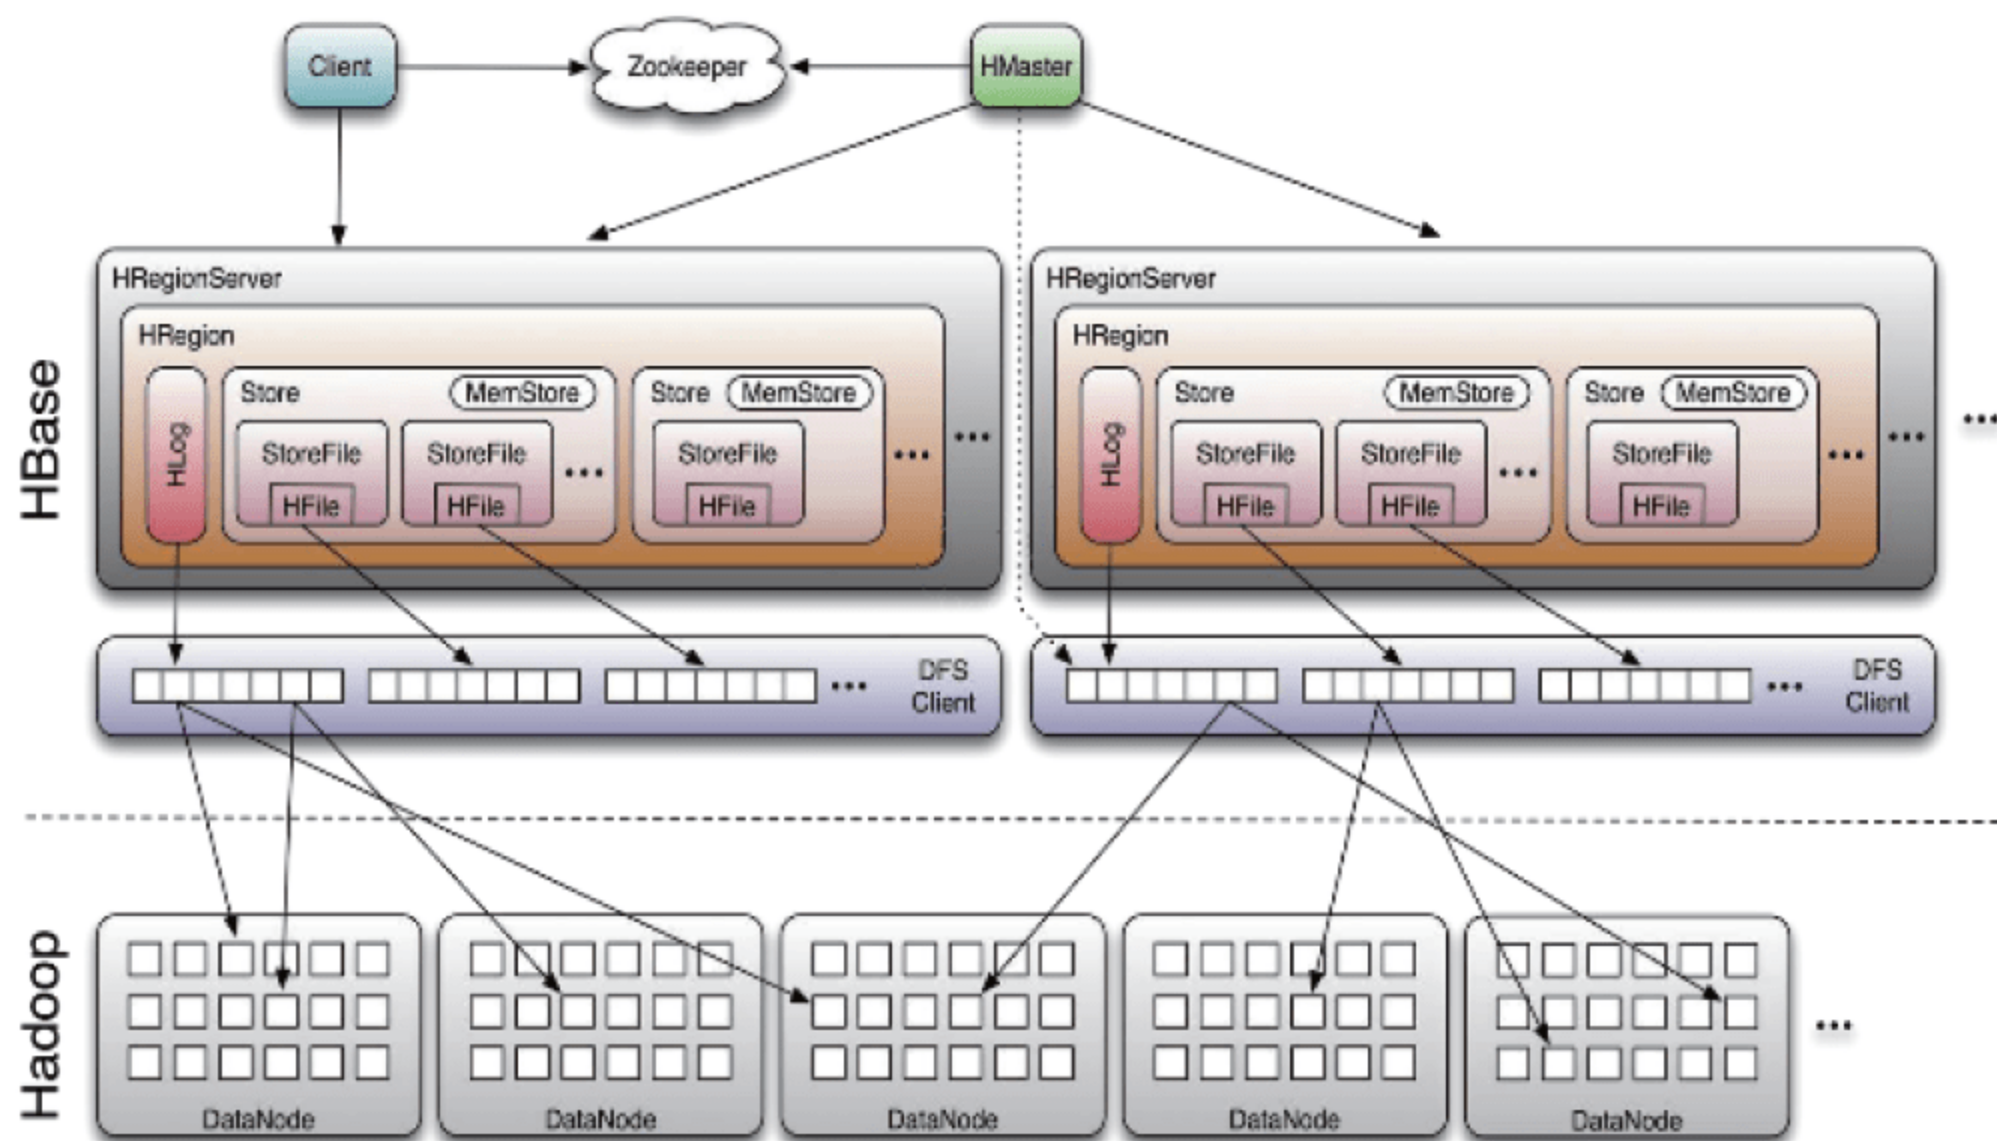 Client
Zookeeper
HMaster
HBase
HRegionServer
HRegion
HLog
Store
MemStore
StoreFile
HFile
StoreFile
HFile
...
Store
MemStore
StoreFile
HFile
...
...
HRegionServer
HRegion
HLog
Store
MemStore
StoreFile
HFile
StoreFile
HFile
...
Store
MemStore
StoreFile
HFile
...
...
...
...
DFS
Client
...
DFS
Client
Hadoop
DataNode
DataNode
DataNode
DataNode
DataNode
...